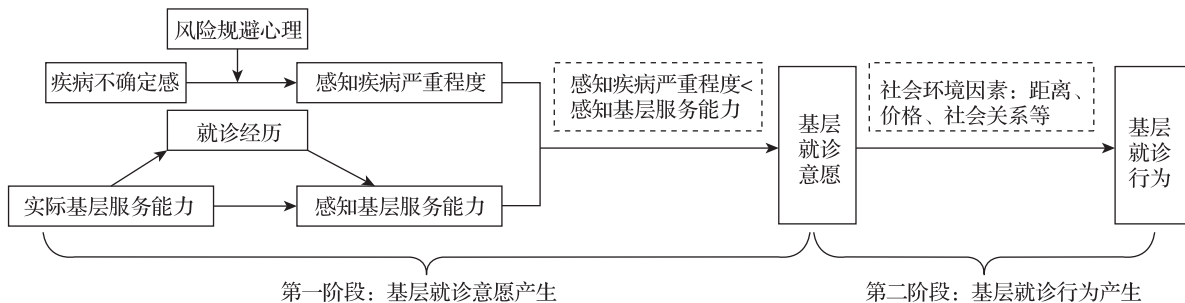 风险规避心理
疾病不确定感
感知疾病严重程度
就诊经历
实际基层服务能力
感知基层服务能力
感知疾病严重程度<
感知基层服务能力
基层
就诊
意愿
社会环境因素：距离、
价格、社会关系等
基层
就诊
行为
第一阶段：基层就诊意愿产生
第二阶段：基层就诊行为产生